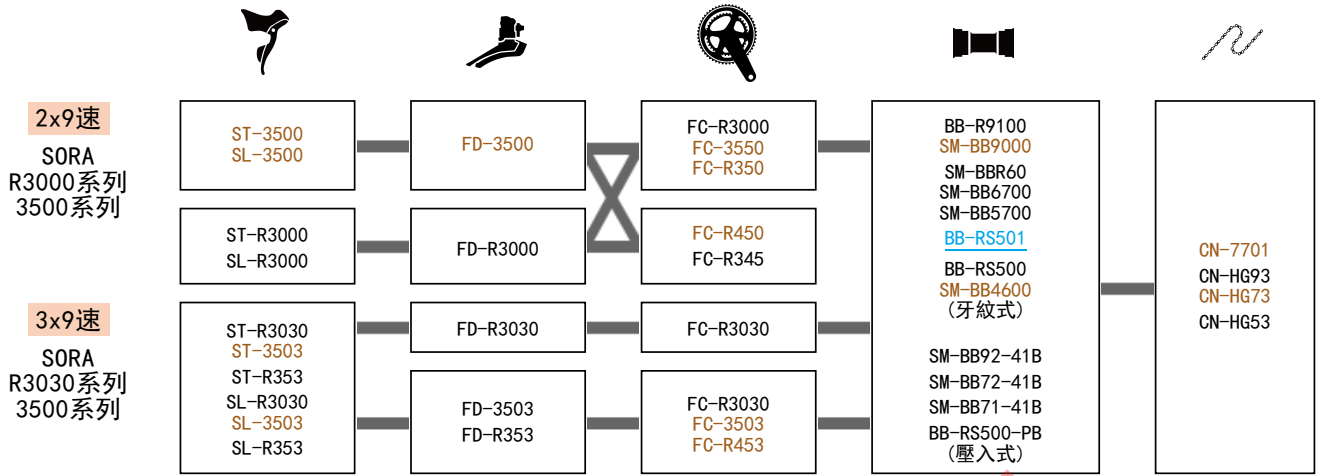 2x9速
SORA
R3000系列
3500系列
ST-3500
SL-3500
FD-3500
FC-R3000
FC-3550
FC-R350
ST-R3000
SL-R3000
FD-R3000
FC-R450
FC-R345
3x9速
SORA
R3030系列
3500系列
ST-R3030
ST-3503
ST-R353
SL-R3030
SL-3503
SL-R353
FD-R3030
FC-R3030
FD-3503
FD-R353
FC-R3030
FC-3503
FC-R453
BB-R9100
SM-BB9000
SM-BBR60
SM-BB6700
SM-BB5700
BB-RS501
BB-RS500
SM-BB4600
(牙紋式)
SM-BB92-41B
SM-BB72-41B
SM-BB71-41B
BB-RS500-PB
(壓入式)
CN-7701
CN-HG93
CN-HG73
CN-HG53